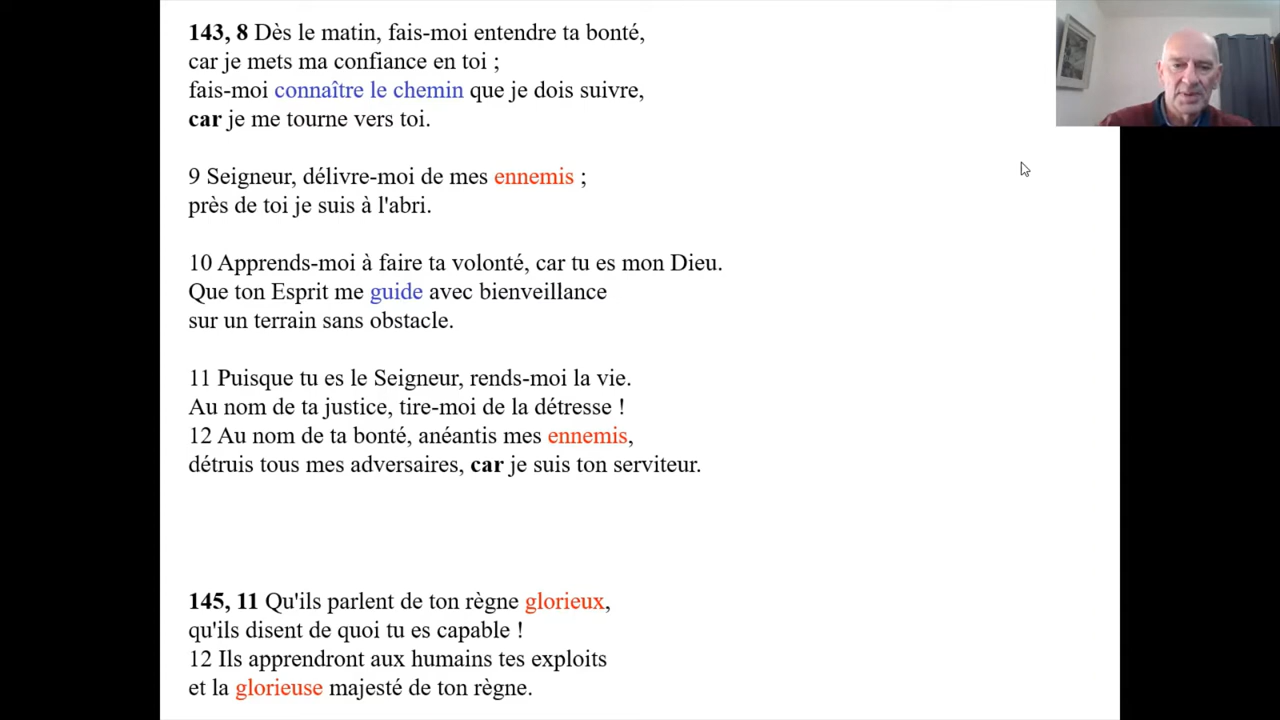 143, 8 Dès le matin, fais-moi entendre ta bonté,
car je mets ma confiance en toi ;
fais-moi connaître le chemin que je dois suivre,
car je me tourne vers toi.
9 Seigneur, délivre-moi de mes ennemis ;
près de toi je suis à l'abri.
10 Apprends-moi à faire ta volonté, car tu es mon Dieu.
Que ton Esprit me guide avec bienveillance
sur un terrain sans obstacle.
11 Puisque tu es le Seigneur, rends-moi la vie.
Au nom de ta justice, tire-moi de la détresse !
12 Au nom de ta bonté, anéantis mes ennemis,
détruis tous mes adversaires, car je suis ton serviteur.
145, 11 Qu'ils parlent de ton règne glorieux,
qu'ils disent de quoi tu es capable !
12 Ils apprendront aux humains tes exploits
et la glorieuse majesté de ton règne.